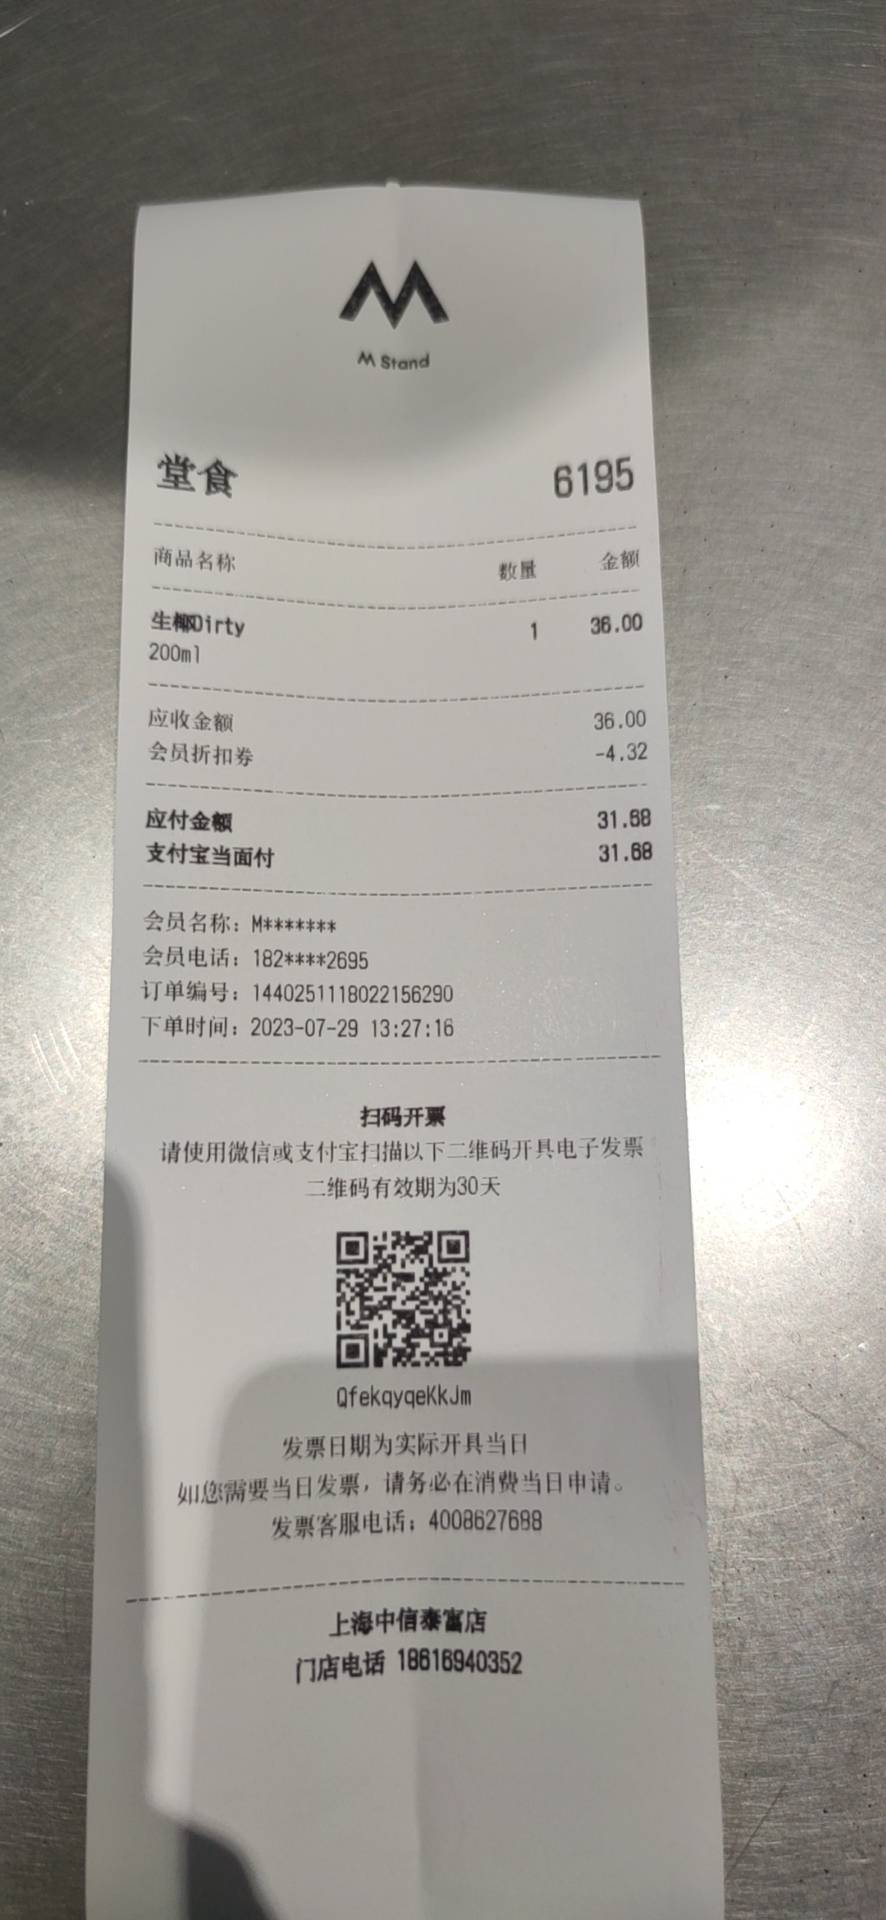 M Stand
堂食 6195
商品名称 数量 金额
生椰Dirty 1 36.00
200ml
应收金额 36.00
会员折扣券 -4.32
应付金额 31.68
支付宝当面付 31.68
会员名称：M*******
会员电话：182****2695
订单编号：1440251118022156290
下单时间：2023-07-29 13:27:16
扫码开票
请使用微信或支付宝扫描以下二维码开具电子发票
二维码有效期为30天
QfekqyqeKkJm
发票日期为实际开具当日
如您需要当日发票，请务必在消费当日申请。
发票客服电话：4008627688
上海中信泰富店
门店电话 18616940352